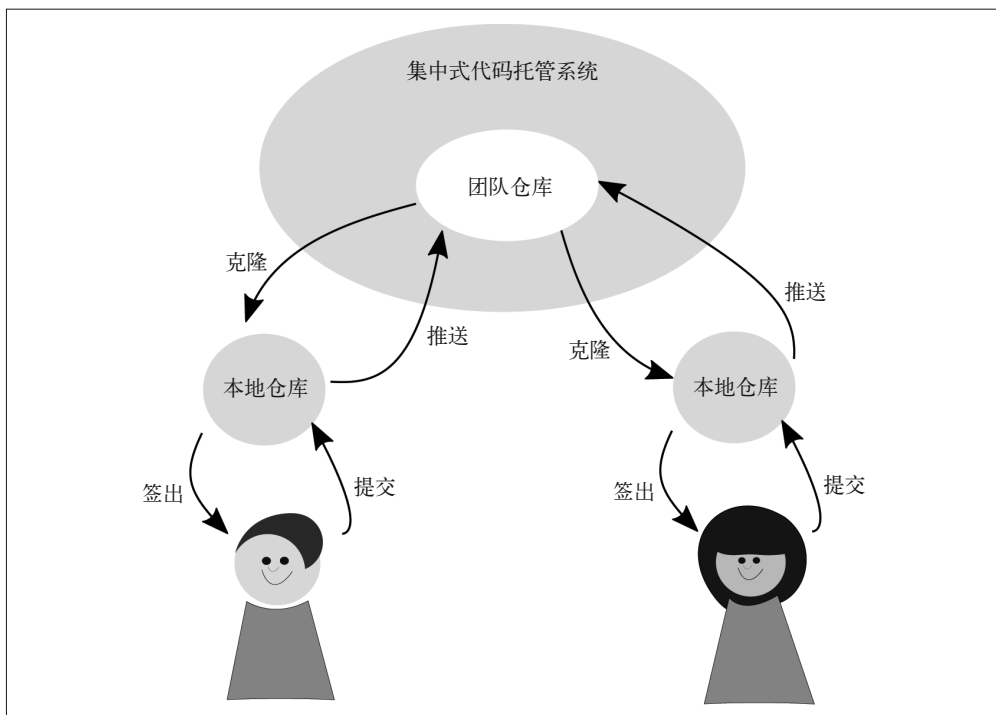 集中式代码托管系统
团队仓库
克隆
推送
克隆
推送
本地仓库
本地仓库
签出
提交
签出
提交